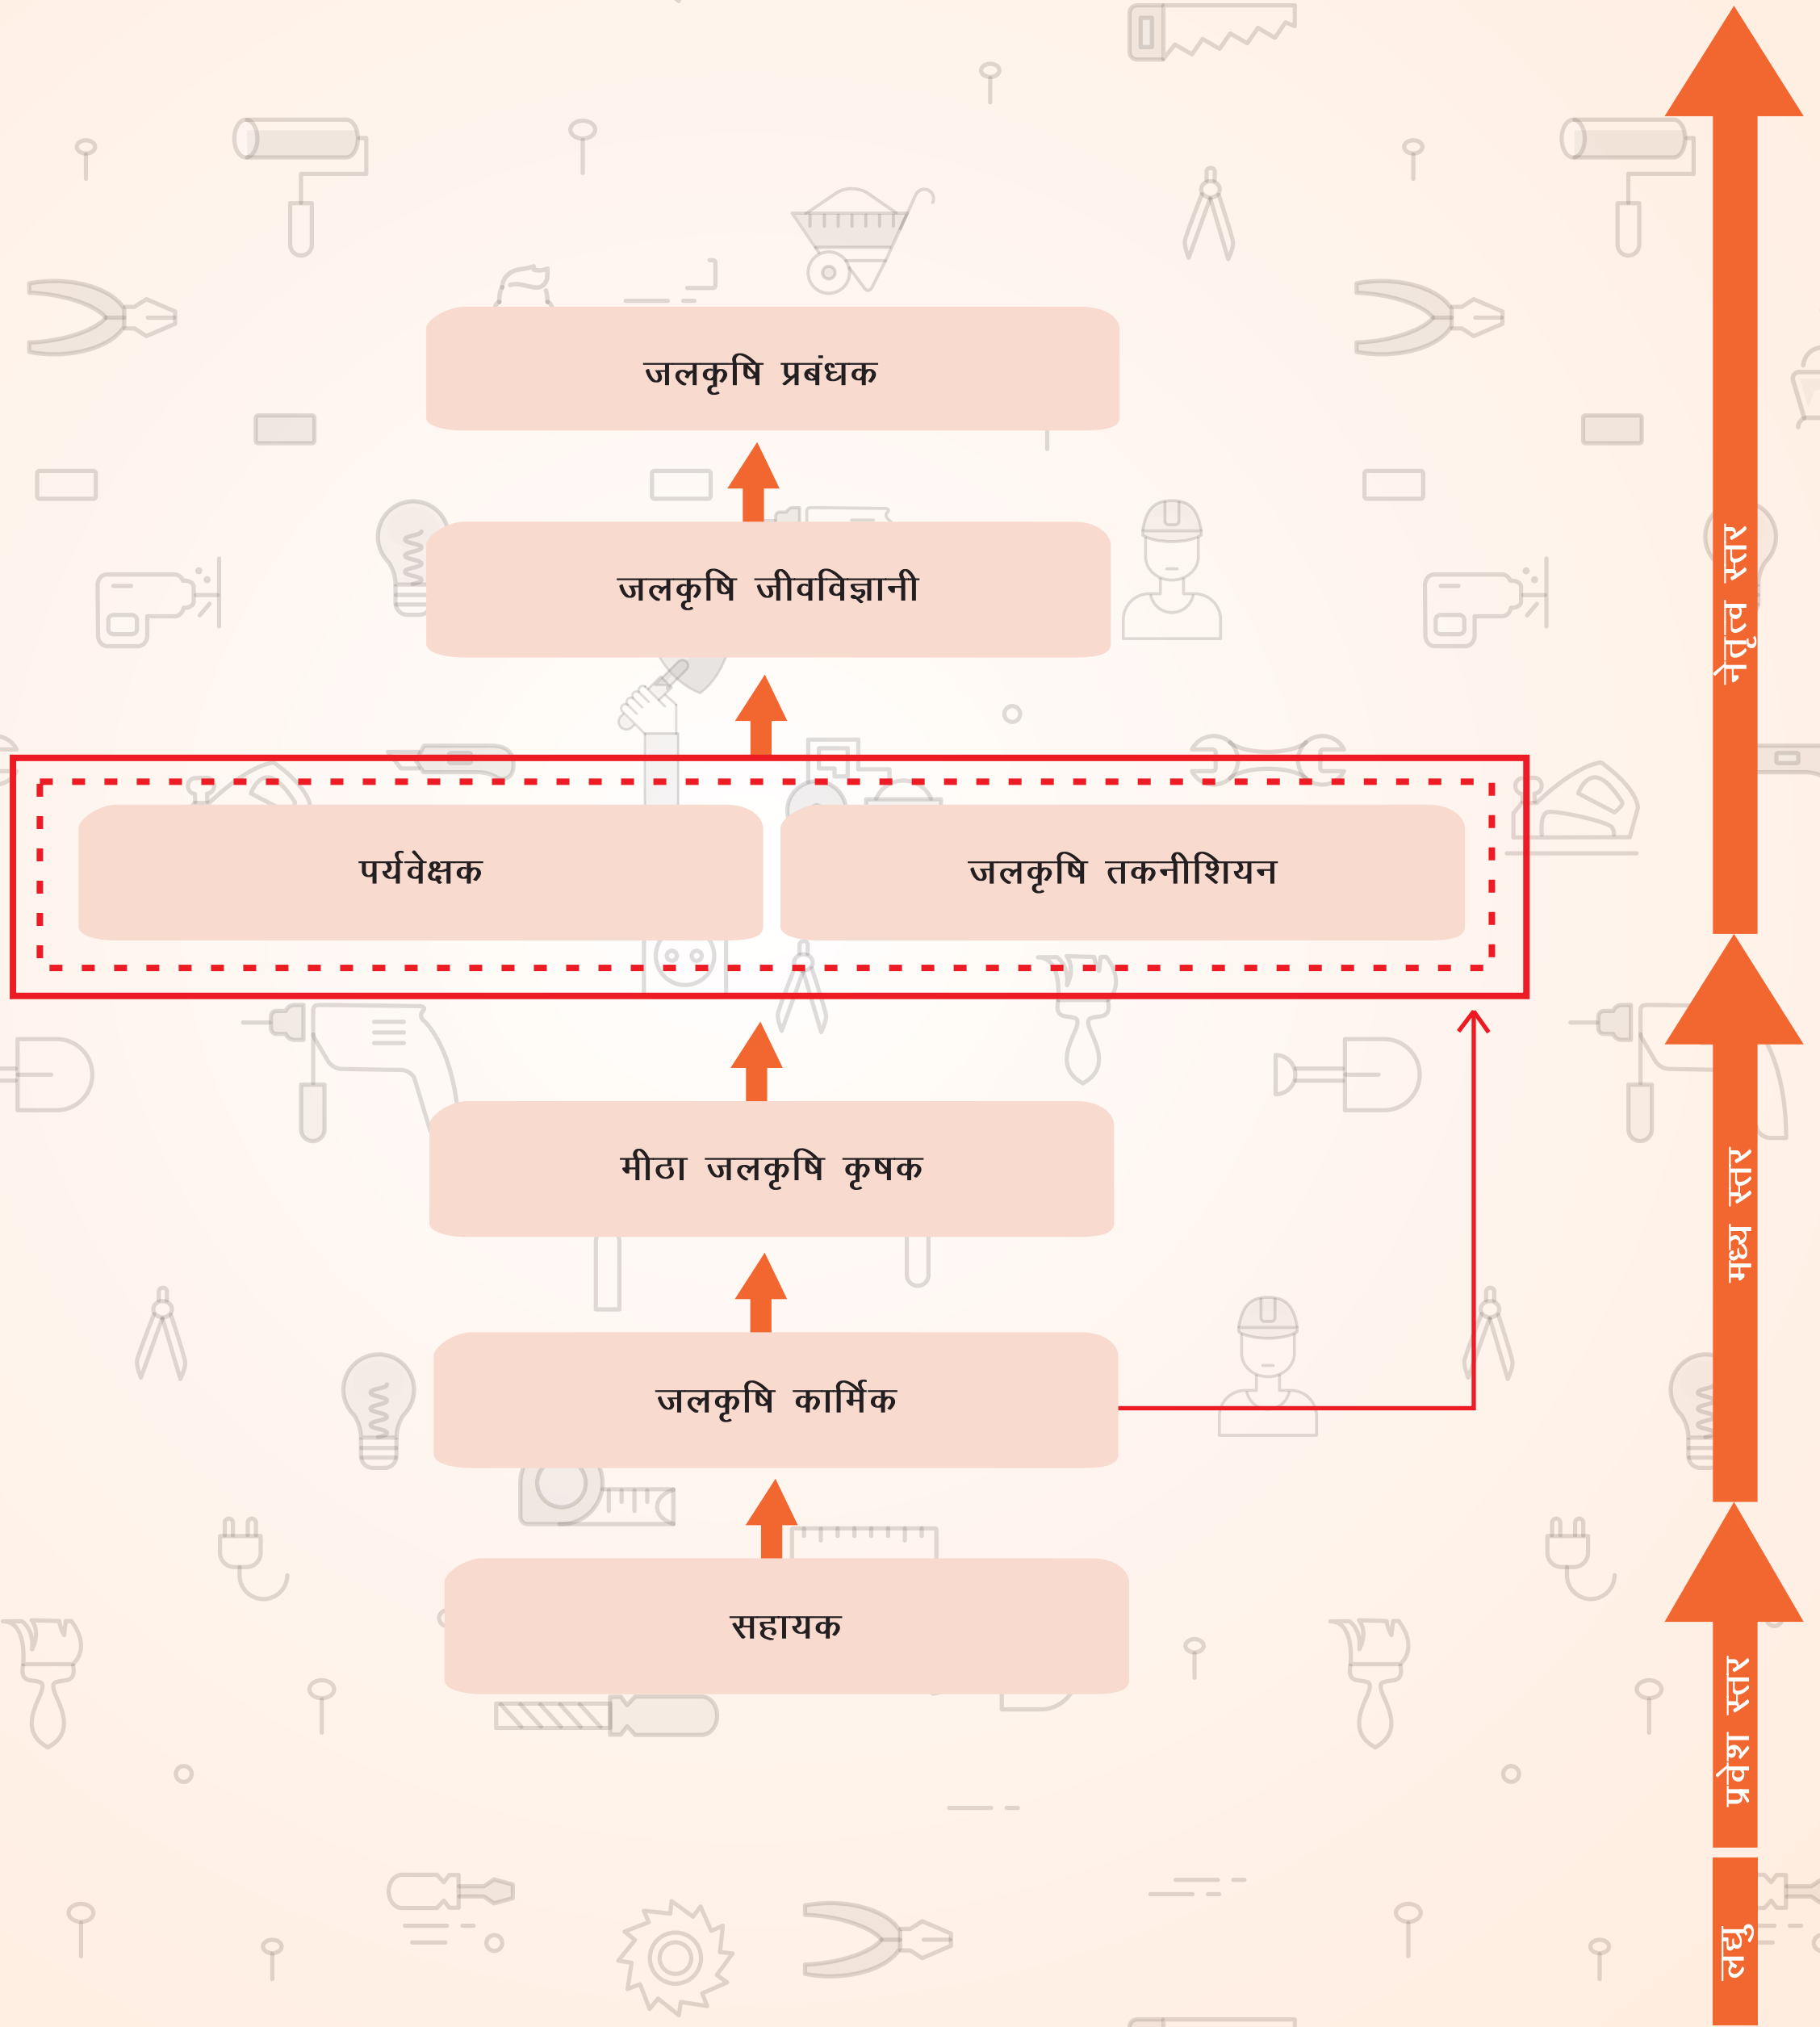 जलकृषि प्रबंधक
जलकृषि जीवविज्ञानी
पर्यवेक्षक
जलकृषि तकनीशियन
मीठा जलकृषि कृषक
जलकृषि कार्मिक
सहायक
नेतृत्व स्तर
मध्य स्तर
प्रवेश स्तर